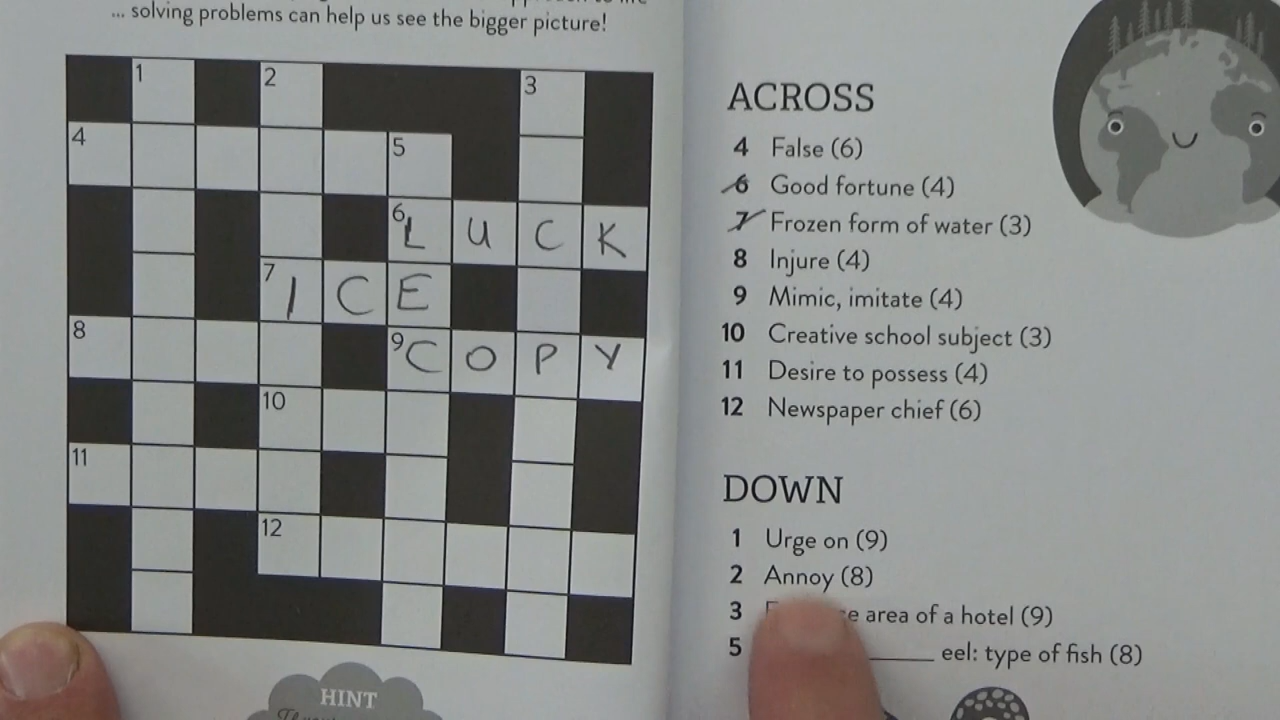 ... solving problems can help us see the bigger picture!
1 2 3
4 5
6 L U C K
7 I C E
8 9 C O P Y
10
11
12
HINT
ACROSS
4 False (6)
6 Good fortune (4)
7 Frozen form of water (3)
8 Injure (4)
9 Mimic, imitate (4)
10 Creative school subject (3)
11 Desire to possess (4)
12 Newspaper chief (6)
DOWN
1 Urge on (9)
2 Annoy (8)
3 area of a hotel (9)
5 eel: type of fish (8)